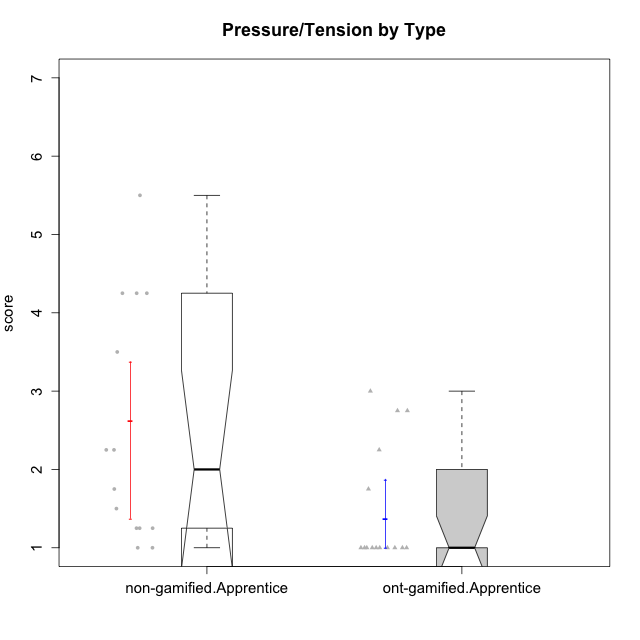 Pressure/Tension by Type
7
6
5
4
3
2
1
score
non-gamified.Apprentice
ont-gamified.Apprentice